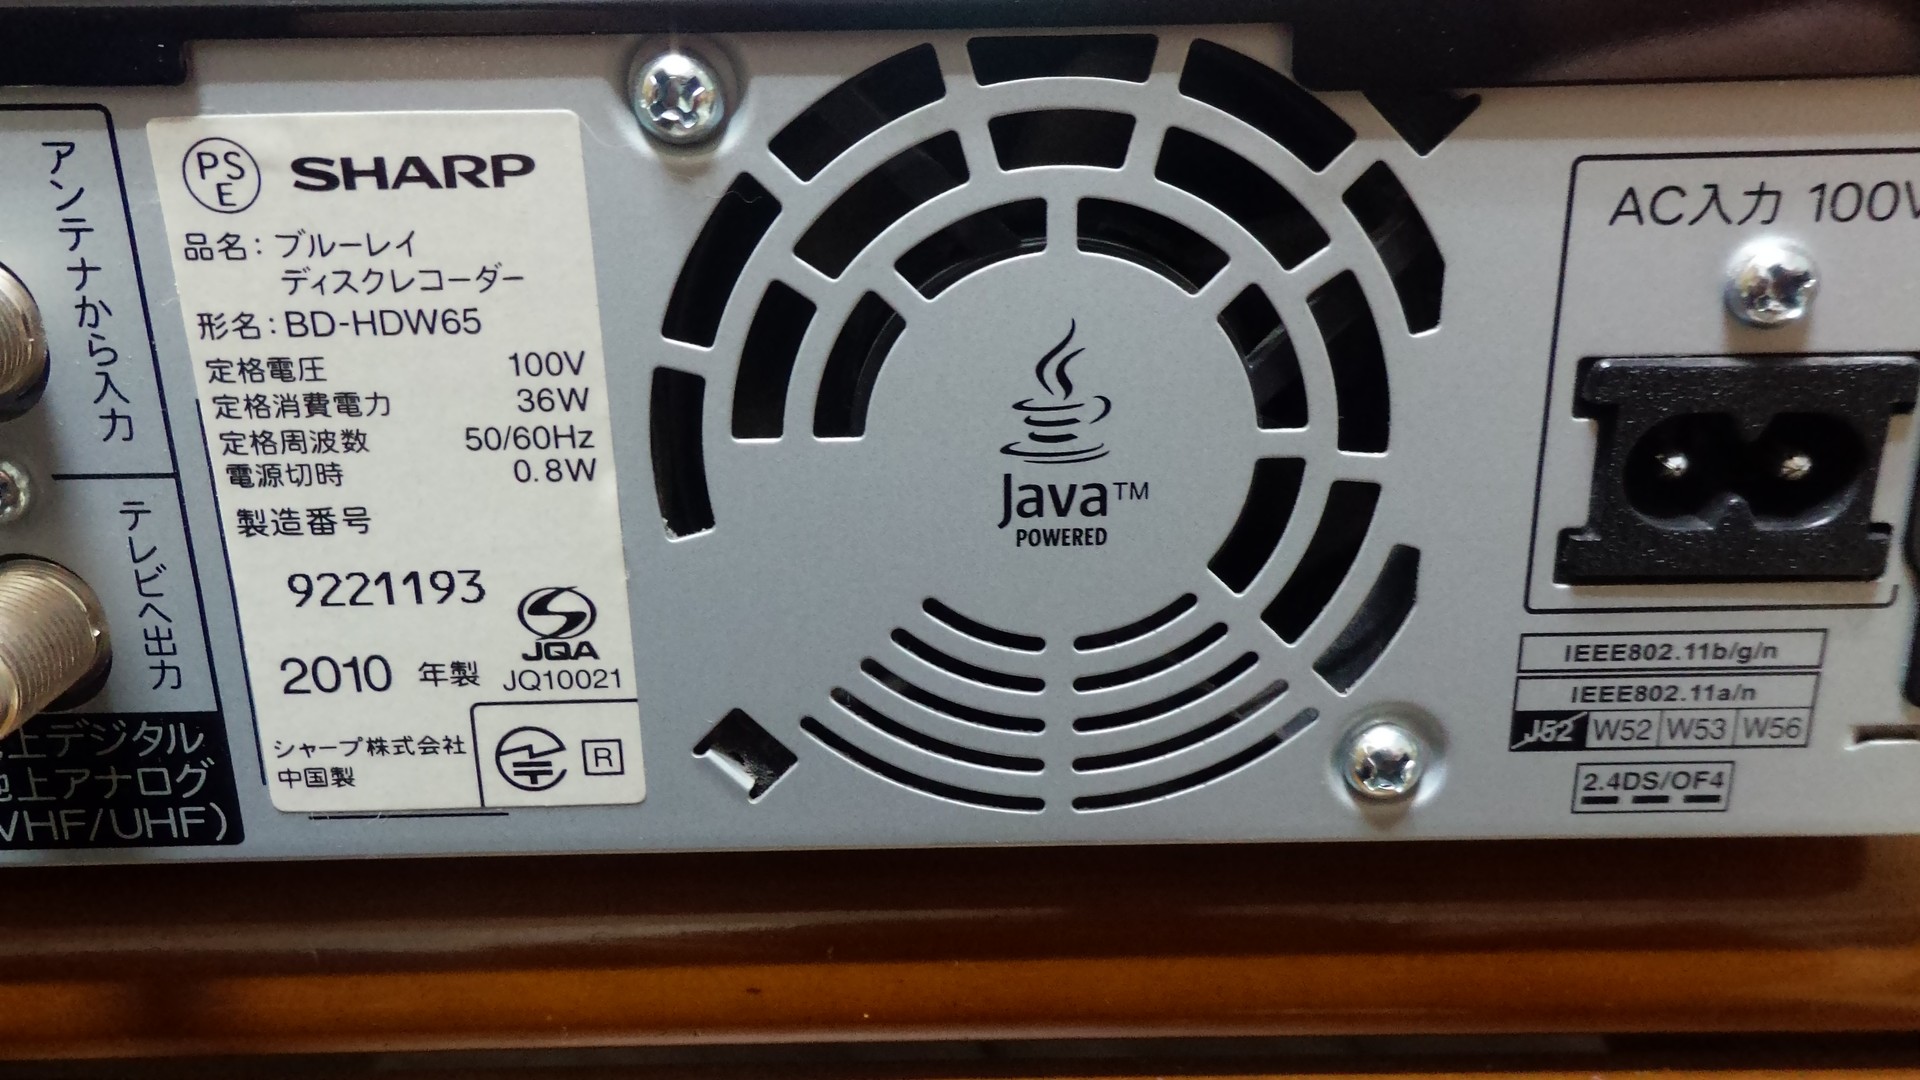 アンテナから入力
テレビへ出力
上デジタル
上アナログ
VHF/UHF)
PSE
SHARP
品名:ブルーレイ
ディスクレコーダー
形名:BD-HDW65
定格電圧 100V
定格消費電力 36W
定格周波数 50/60Hz
電源切時 0.8W
製造番号
9221193
2010 年製
JQA
JQ10021
シャープ株式会社
中国製
R
Java™
POWERED
AC入力 100V
IEEE802.11b/g/n
IEEE802.11a/n
J52 W52 W53 W56
2.4DS/OF4